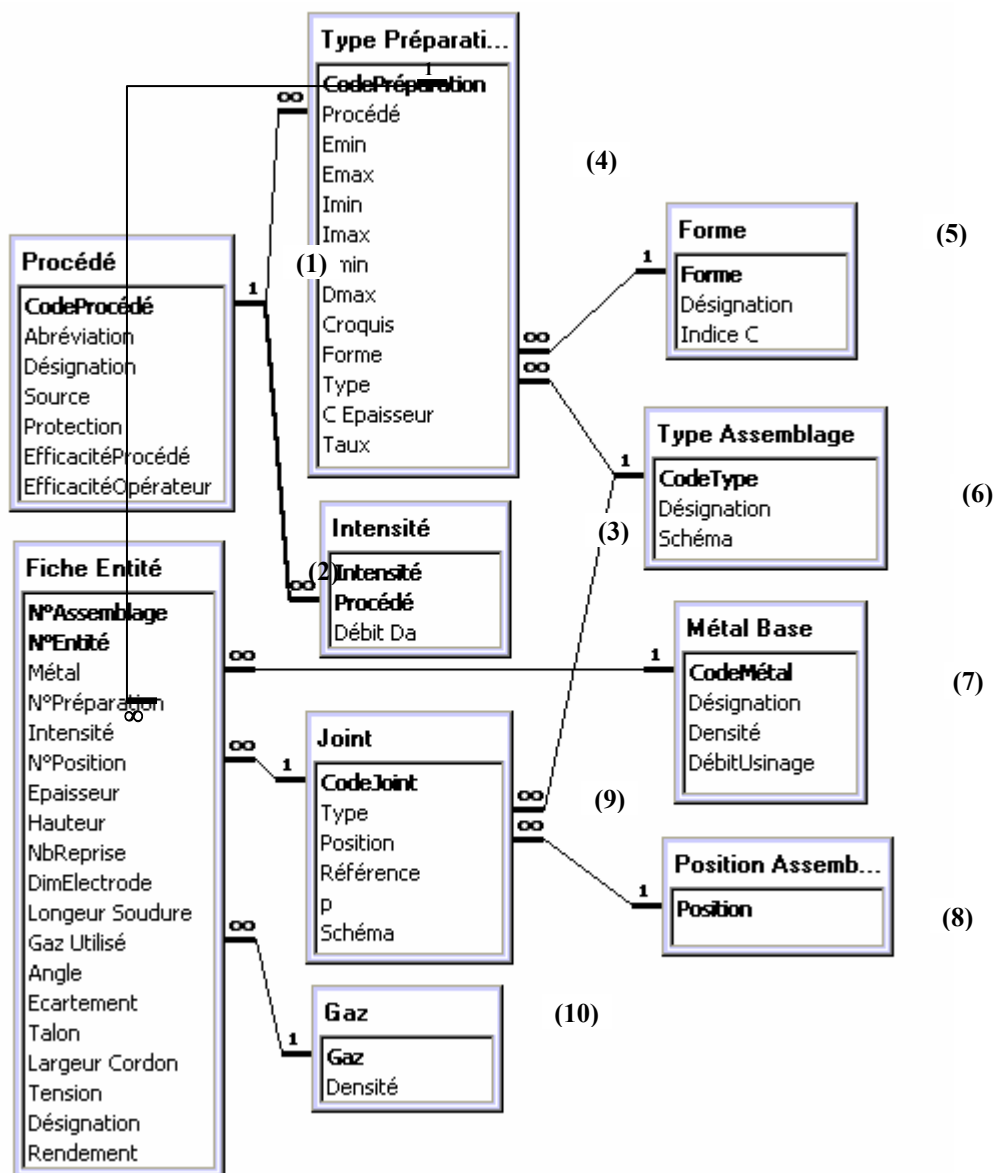 Type Préparati...
CodePréparation
Procédé
Emin
Emax
Imin
Imax
min
Dmax
Croquis
Forme
Type
C Epaisseur
Taux
1
∞
(4)
(1)
Procédé
CodeProcédé
Abréviation
Désignation
Source
Protection
EfficacitéProcédé
EfficacitéOpérateur
1
Forme
Forme
Désignation
Indice C
1
(5)
∞
∞
Type Assemblage
CodeType
Désignation
Schéma
1
(6)
(3)
Intensité
Intensité
Procédé
Débit Da
(2)
∞
Fiche Entité
N°Assemblage
N°Entité
Métal
N°Préparation
Intensité
N°Position
Epaisseur
Hauteur
NbReprise
DimElectrode
Longeur Soudure
Gaz Utilisé
Angle
Ecartement
Talon
Largeur Cordon
Tension
Désignation
Rendement
∞
∞
∞
∞
Métal Base
CodeMétal
Désignation
Densité
DébitUsinage
1
(7)
Joint
CodeJoint
Type
Position
Référence
p
Schéma
1
∞
∞
(9)
Position Assemb...
Position
1
(8)
Gaz
Gaz
Densité
1
(10)